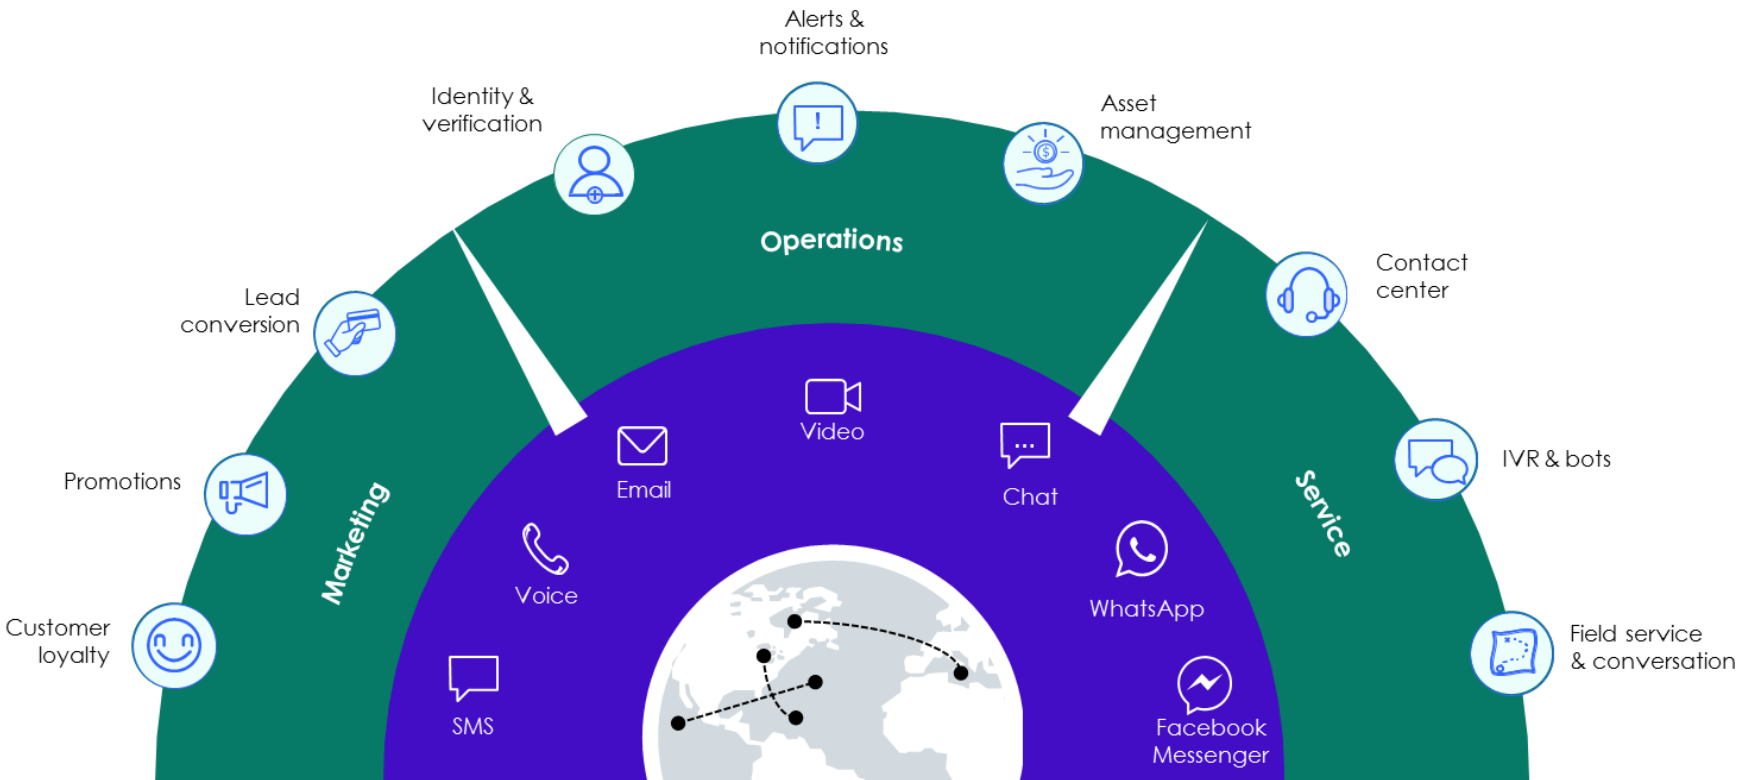 Alerts &
notifications
Identity &
verification
Asset
management
Operations
Contact
center
Lead
conversion
Video
Email
Chat
IVR & bots
Promotions
Marketing
Service
Voice
WhatsApp
Customer
loyalty
Field service
& conversation
SMS
Facebook
Messenger
!
$